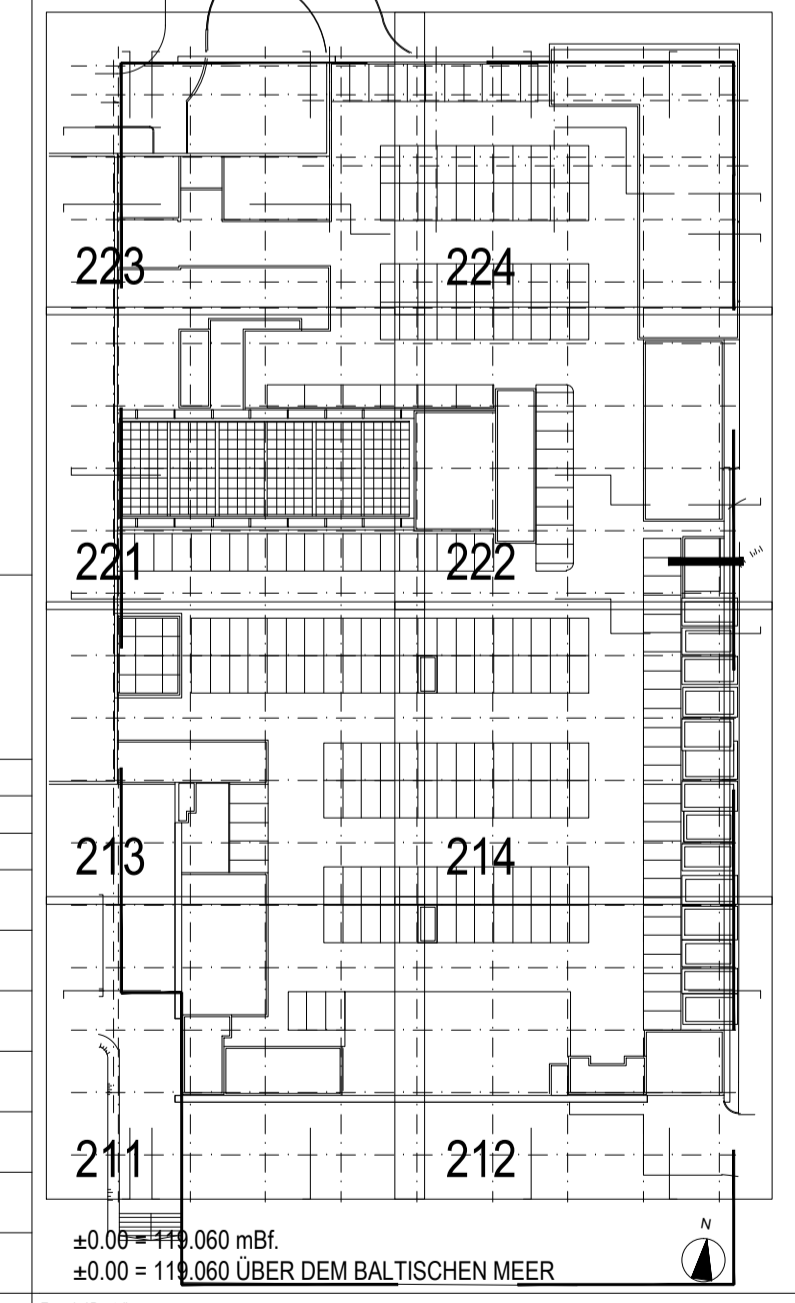 223 224
221 222
213 214
211 212
±0.00 = 119.060 mBf.
±0.00 = 119.060 ÜBER DEM BALTISCHEN MEER
N